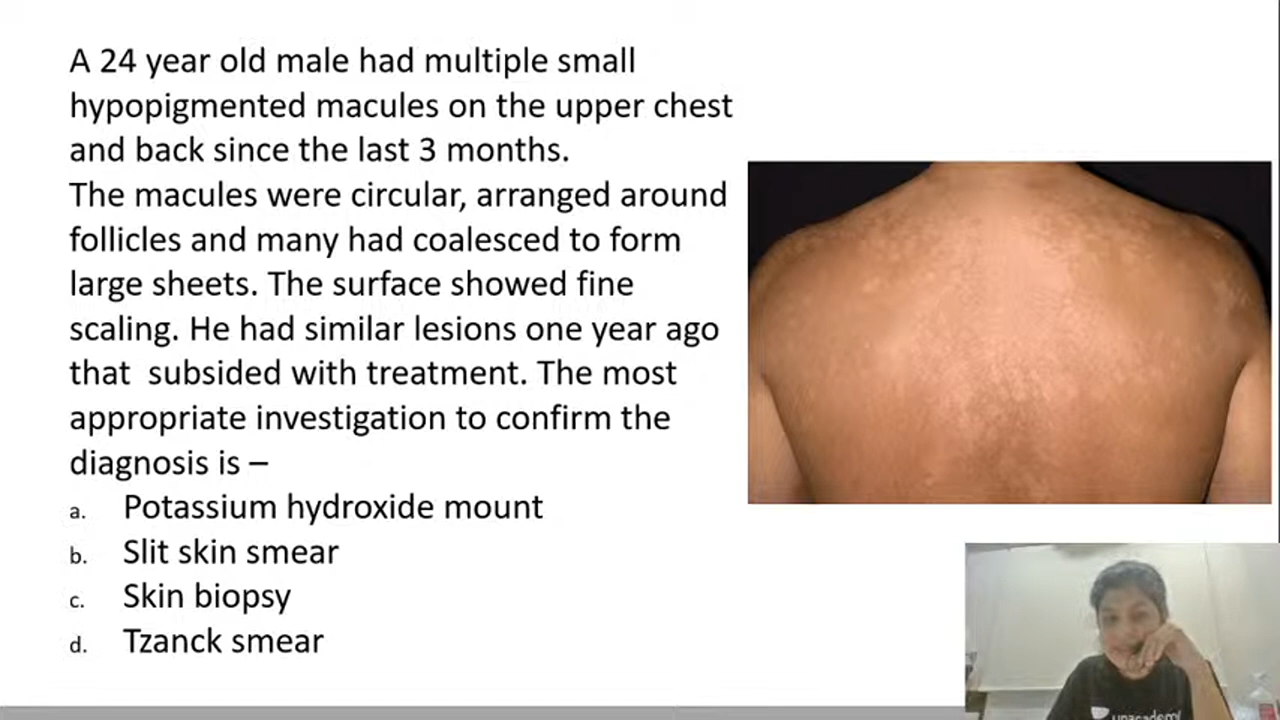 A 24 year old male had multiple small
hypopigmented macules on the upper chest
and back since the last 3 months.
The macules were circular, arranged around
follicles and many had coalesced to form
large sheets. The surface showed fine
scaling. He had similar lesions one year ago
that subsided with treatment. The most
appropriate investigation to confirm the
diagnosis is –
a. Potassium hydroxide mount
b. Slit skin smear
c. Skin biopsy
d. Tzanck smear
unacademy